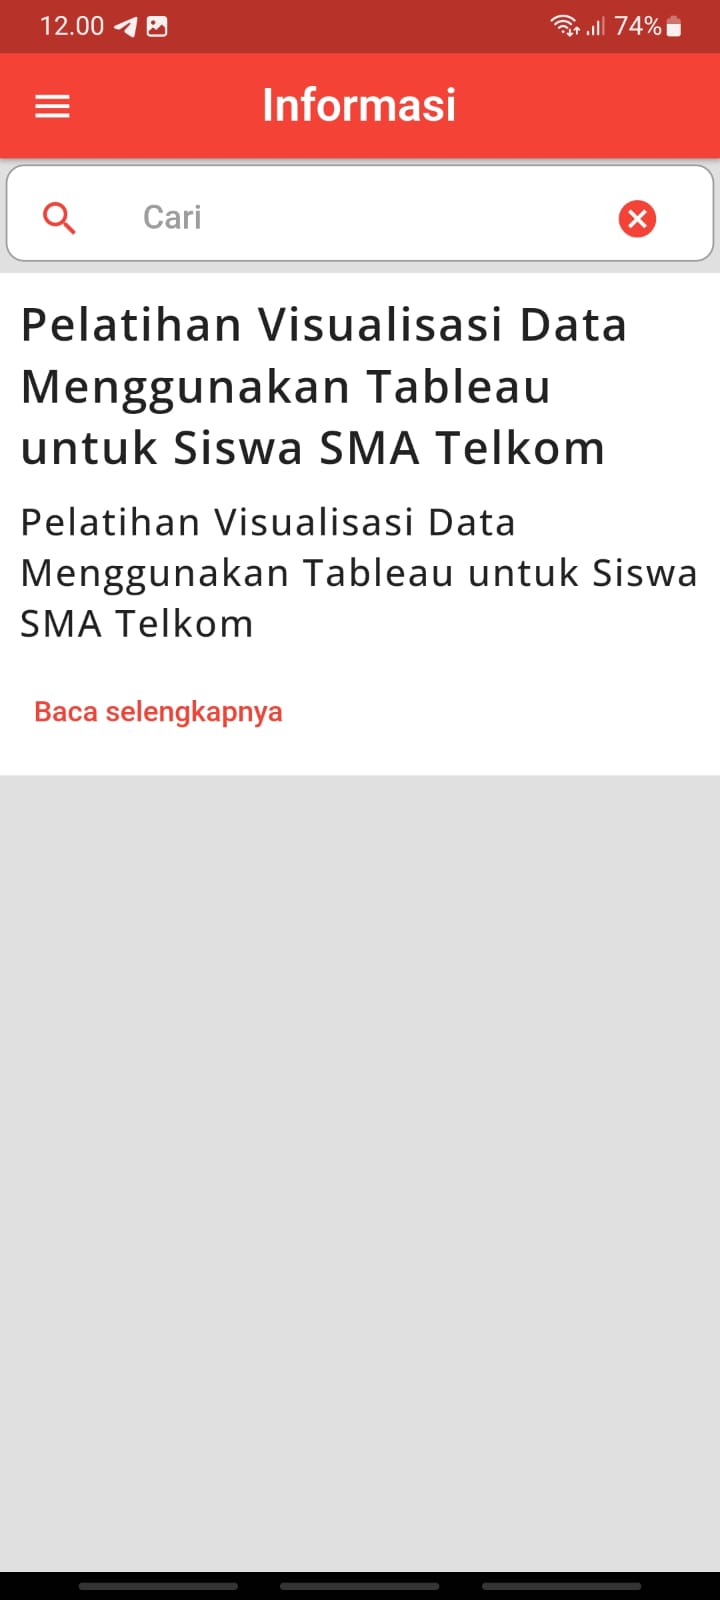 12.00
74%
Informasi
Cari
Pelatihan Visualisasi Data
Menggunakan Tableau
untuk Siswa SMA Telkom
Pelatihan Visualisasi Data
Menggunakan Tableau untuk Siswa
SMA Telkom
Baca selengkapnya